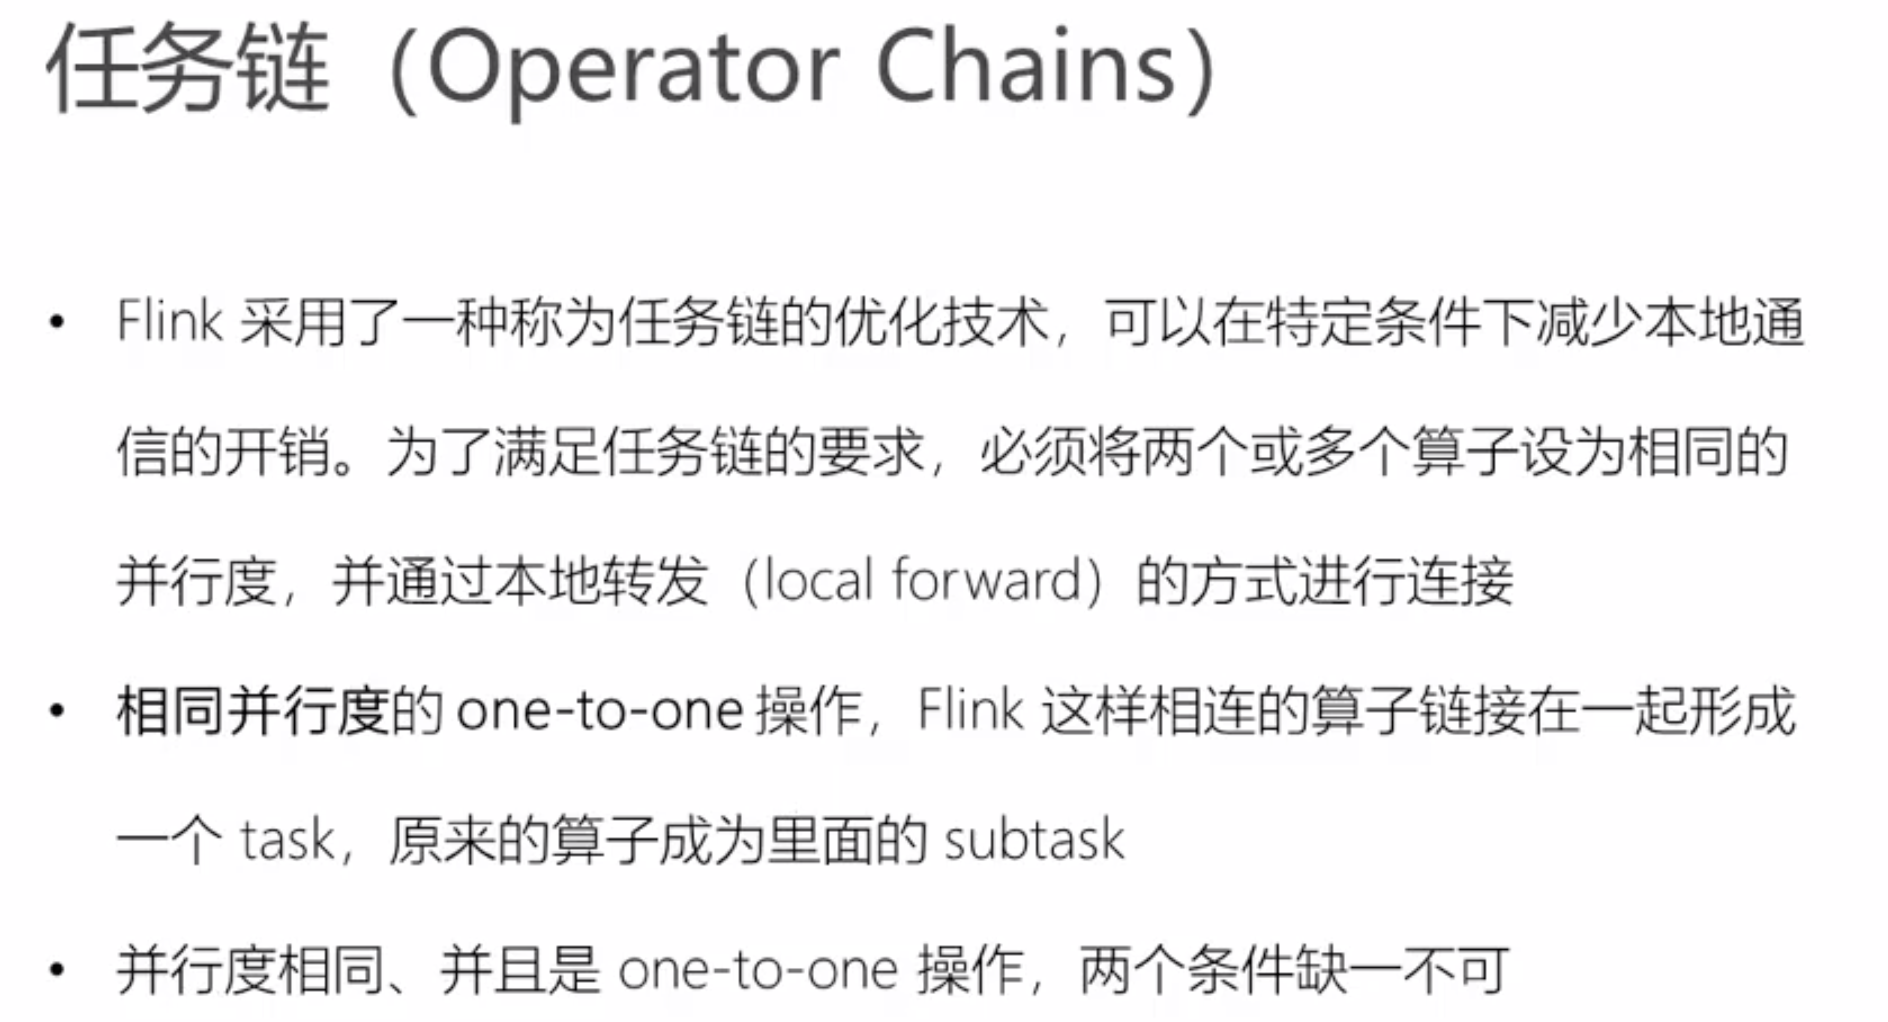 任务链（Operator Chains）
• Flink 采用了一种称为任务链的优化技术，可以在特定条件下减少本地通
信的开销。为了满足任务链的要求，必须将两个或多个算子设为相同的
并行度，并通过本地转发（local forward）的方式进行连接
• 相同并行度的 one-to-one 操作，Flink 这样相连的算子链接在一起形成
一个 task，原来的算子成为里面的 subtask
• 并行度相同、并且是 one-to-one 操作，两个条件缺一不可